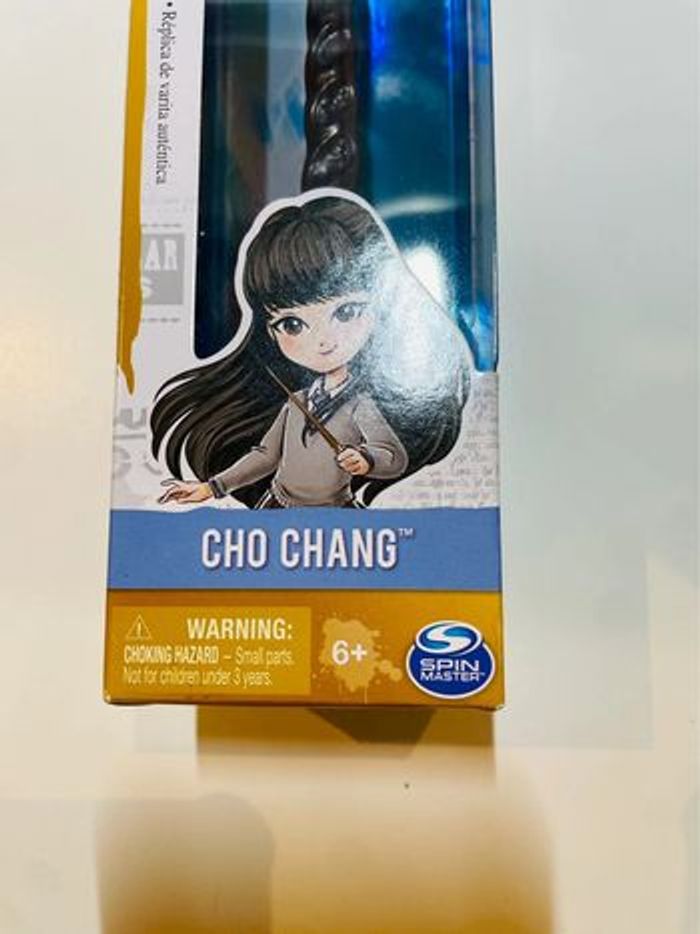 • Réplica de varita auténtica
CHO CHANG™
WARNING:
CHOKING HAZARD – Small parts.
Not for children under 3 years.
6+
SPIN
MASTER™